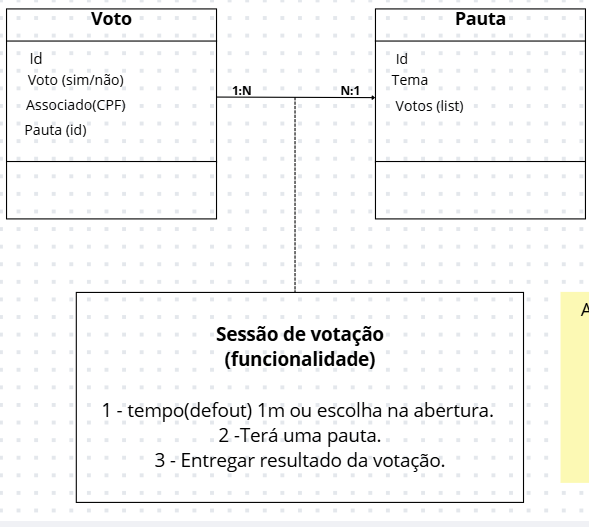 Voto
Id
Voto (sim/não)
Associado(CPF)
Pauta (id)
1:N
N:1
Pauta
Id
Tema
Votos (list)
Sessão de votação
(funcionalidade)
1 - tempo(defout) 1m ou escolha na abertura.
2 -Terá uma pauta.
3 - Entregar resultado da votação.
A